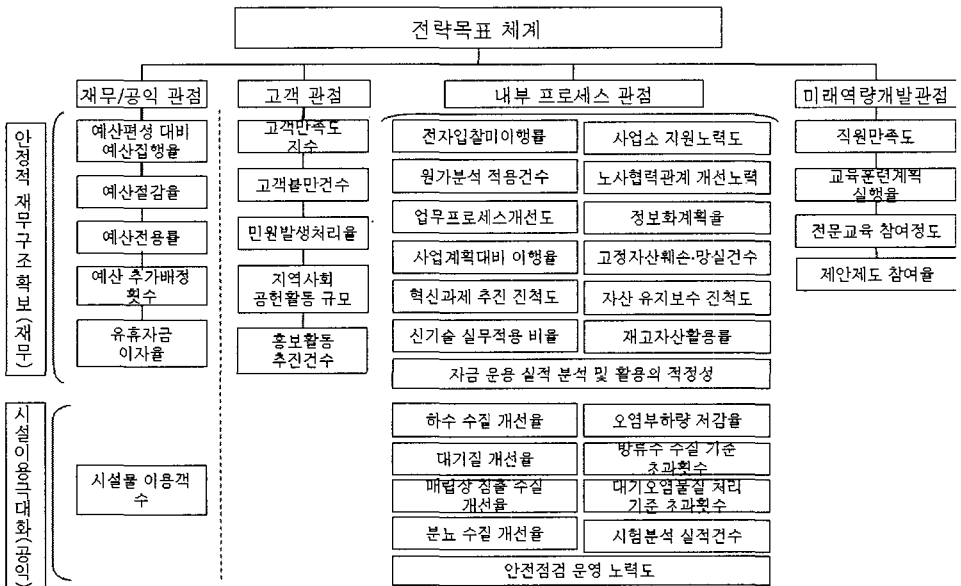 전략목표 체계
재무/공익 관점
고객 관점
내부 프로세스 관점
미래역량개발관점
안정적 재무구조확보(재무)
예산편성 대비
예산집행율
예산절감율
예산전용률
예산 추가배정
횟수
유휴자금
이자율
고객만족도
지수
고객불만건수
민원발생처리율
지역사회
공헌활동 규모
홍보활동
추진건수
전자입찰미이행률
사업소 지원노력도
원가분석 적용건수
노사협력관계 개선노력
업무프로세스개선도
정보화계획율
사업계획대비 이행율
고정자산훼손·망실건수
혁신과제 추진 진척도
자산 유지보수 진척도
신기술 실무적용 비율
재고자산활용률
자금 운용 실적 분석 및 활용의 적정성
직원만족도
교육훈련계획
실행율
전문교육 참여정도
제안제도 참여율
시설이용극대화(공익)
시설물 이용객
수
하수 수질 개선율
오염부하량 저감율
대기질 개선율
방류수 수질 기준
초과횟수
매립장 침출 수질
개선율
대기오염물질 처리
기준 초과횟수
분뇨 수질 개선율
시험분석 실적건수
안전점검 운영 노력도